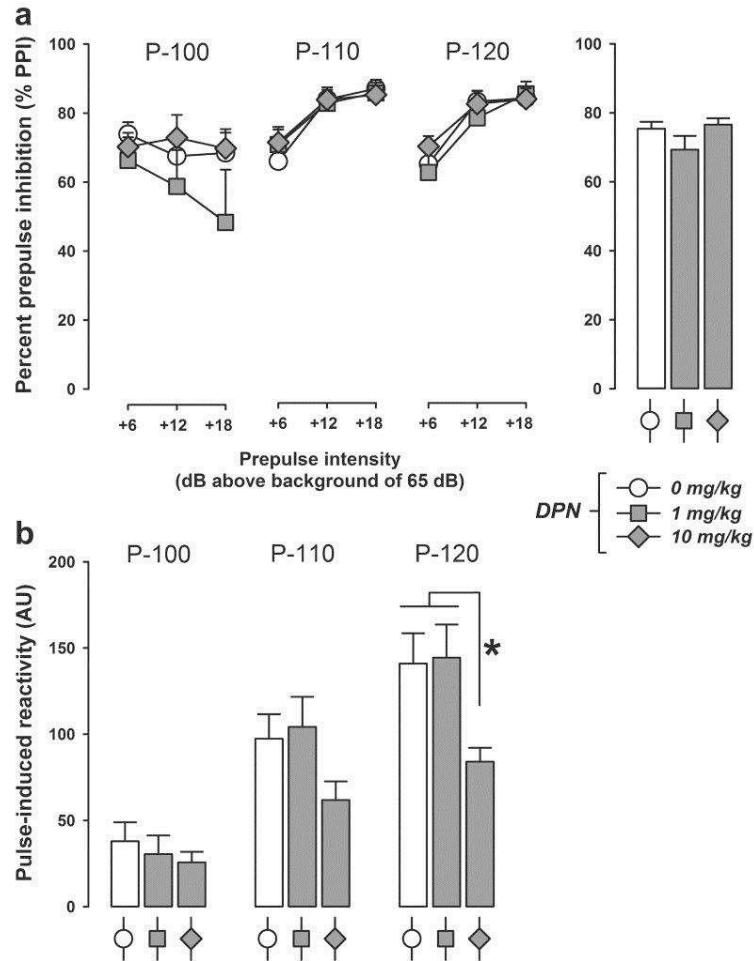 a
P-100
P-110
P-120
Percent prepulse inhibition (% PPI)
100
80
60
40
20
0
+6 +12 +18
+6 +12 +18
+6 +12 +18
Prepulse intensity
(dB above background of 65 dB)
100
80
60
40
20
0
DPN
0 mg/kg
1 mg/kg
10 mg/kg
b
P-100
P-110
P-120
Pulse-induced reactivity (AU)
200
150
100
50
0
*